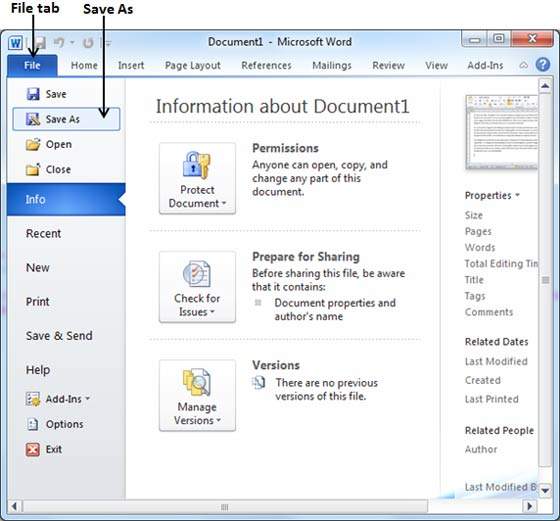 File tab Save As
Document1 - Microsoft Word
File Home Insert Page Layout References Mailings Review View Add-Ins
Save
Save As
Open
Close
Info
Recent
New
Print
Save & Send
Help
Add-Ins
Options
Exit
Information about Document1
Protect
Document
Permissions
Anyone can open, copy, and
change any part of this
document.
Check for
Issues
Prepare for Sharing
Before sharing this file, be aware
that it contains:
Document properties and
author's name
Manage
Versions
Versions
There are no previous
versions of this file.
Properties
Size
Pages
Words
Total Editing Tim
Title
Tags
Comments
Related Dates
Last Modified
Created
Last Printed
Related People
Author
Last Modified B